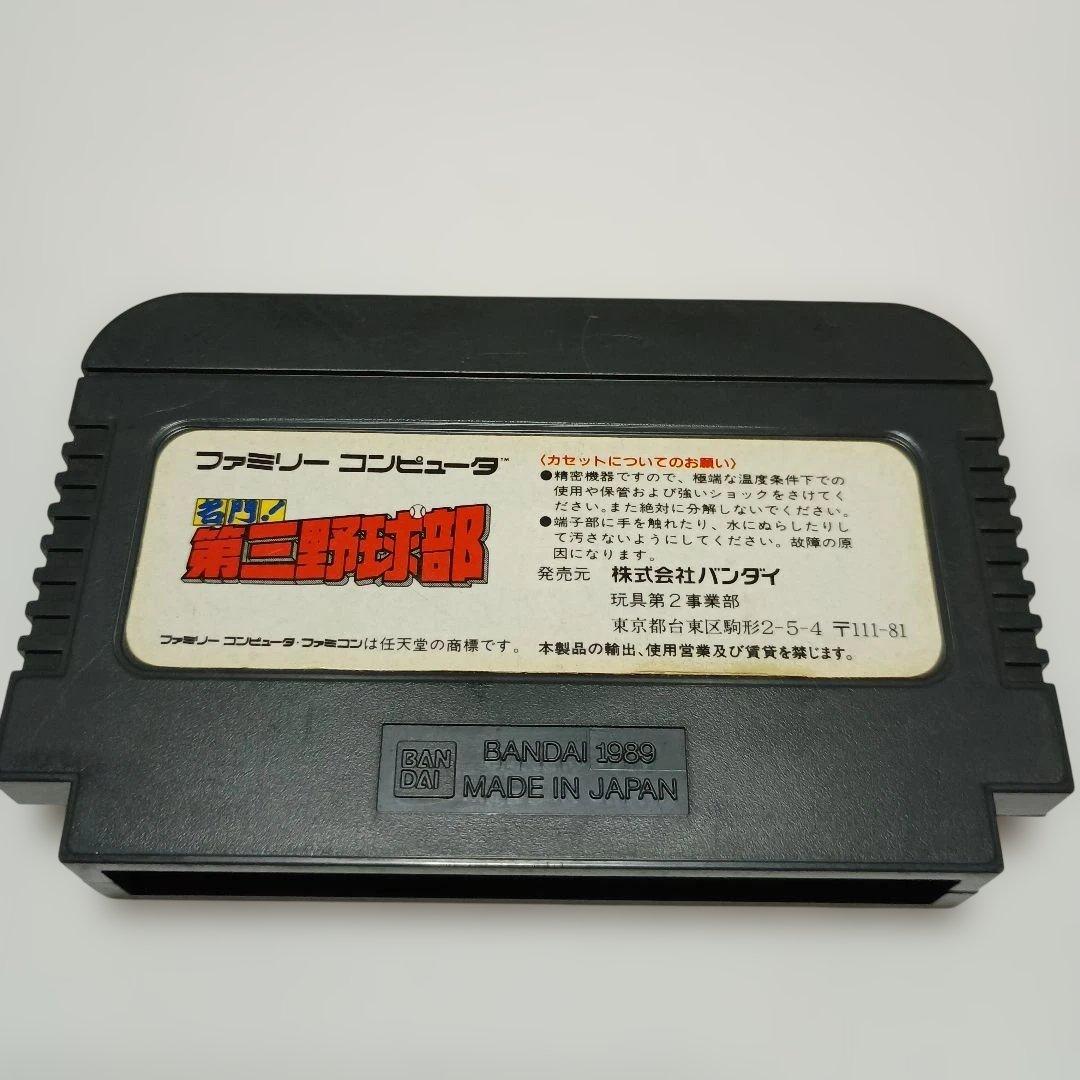 ファミリー コンピュータ™
名門！
第三野球部
ファミリー コンピュータ・ファミコンは任天堂の商標です。
〈カセットについてのお願い〉
●精密機器ですので、極端な温度条件下での
使用や保管および強いショックをさけてく
ださい。また絶対に分解しないでください。
●端子部に手を触れたり、水にぬらしたりし
て汚さないようにしてください。故障の原
因になります。
発売元 株式会社バンダイ
玩具第2事業部
東京都台東区駒形2-5-4 〒111-81
本製品の輸出、使用営業及び賃貸を禁じます。
BAN
DAI
BANDAI 1989
MADE IN JAPAN